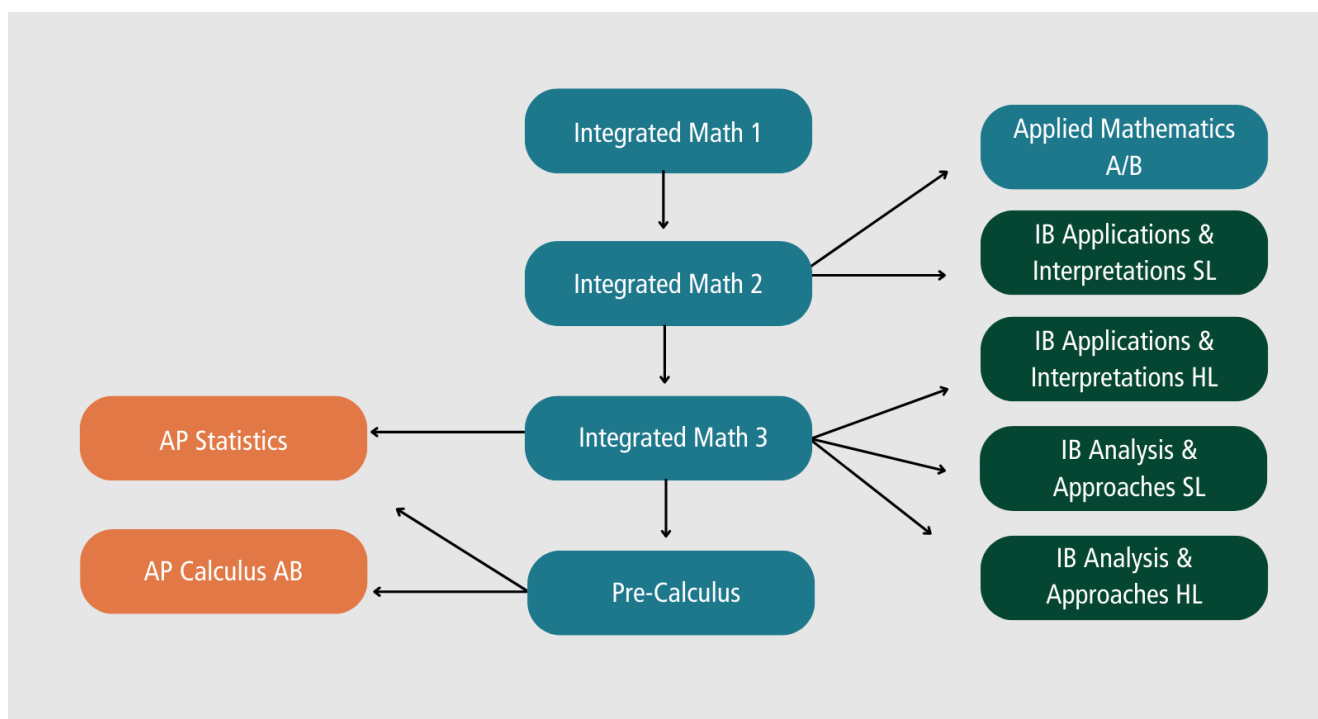 Integrated Math 1
Applied Mathematics
A/B
IB Applications &
Interpretations SL
Integrated Math 2
IB Applications &
Interpretations HL
AP Statistics
Integrated Math 3
IB Analysis &
Approaches SL
AP Calculus AB
Pre-Calculus
IB Analysis &
Approaches HL